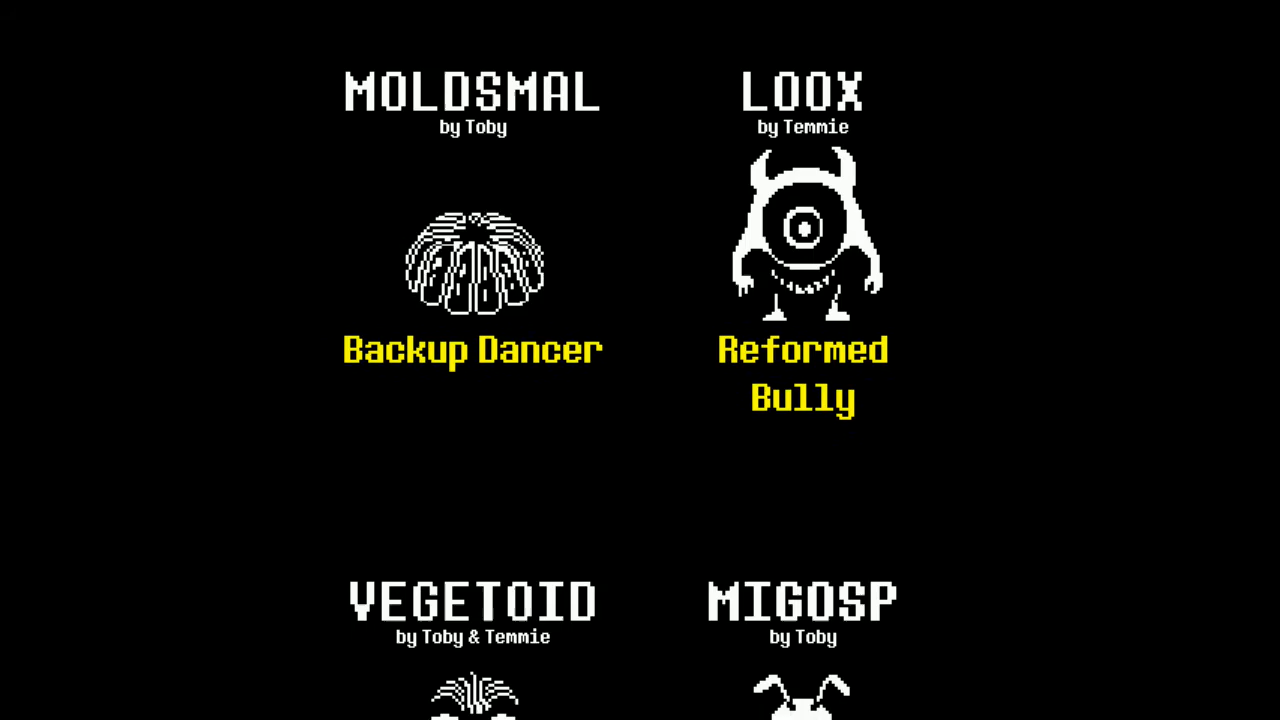 MOLDSMAL
by Toby
Backup Dancer
LOOX
by Temmie
Reformed
Bully
VEGETOID
by Toby & Temmie
MIGOSP
by Toby